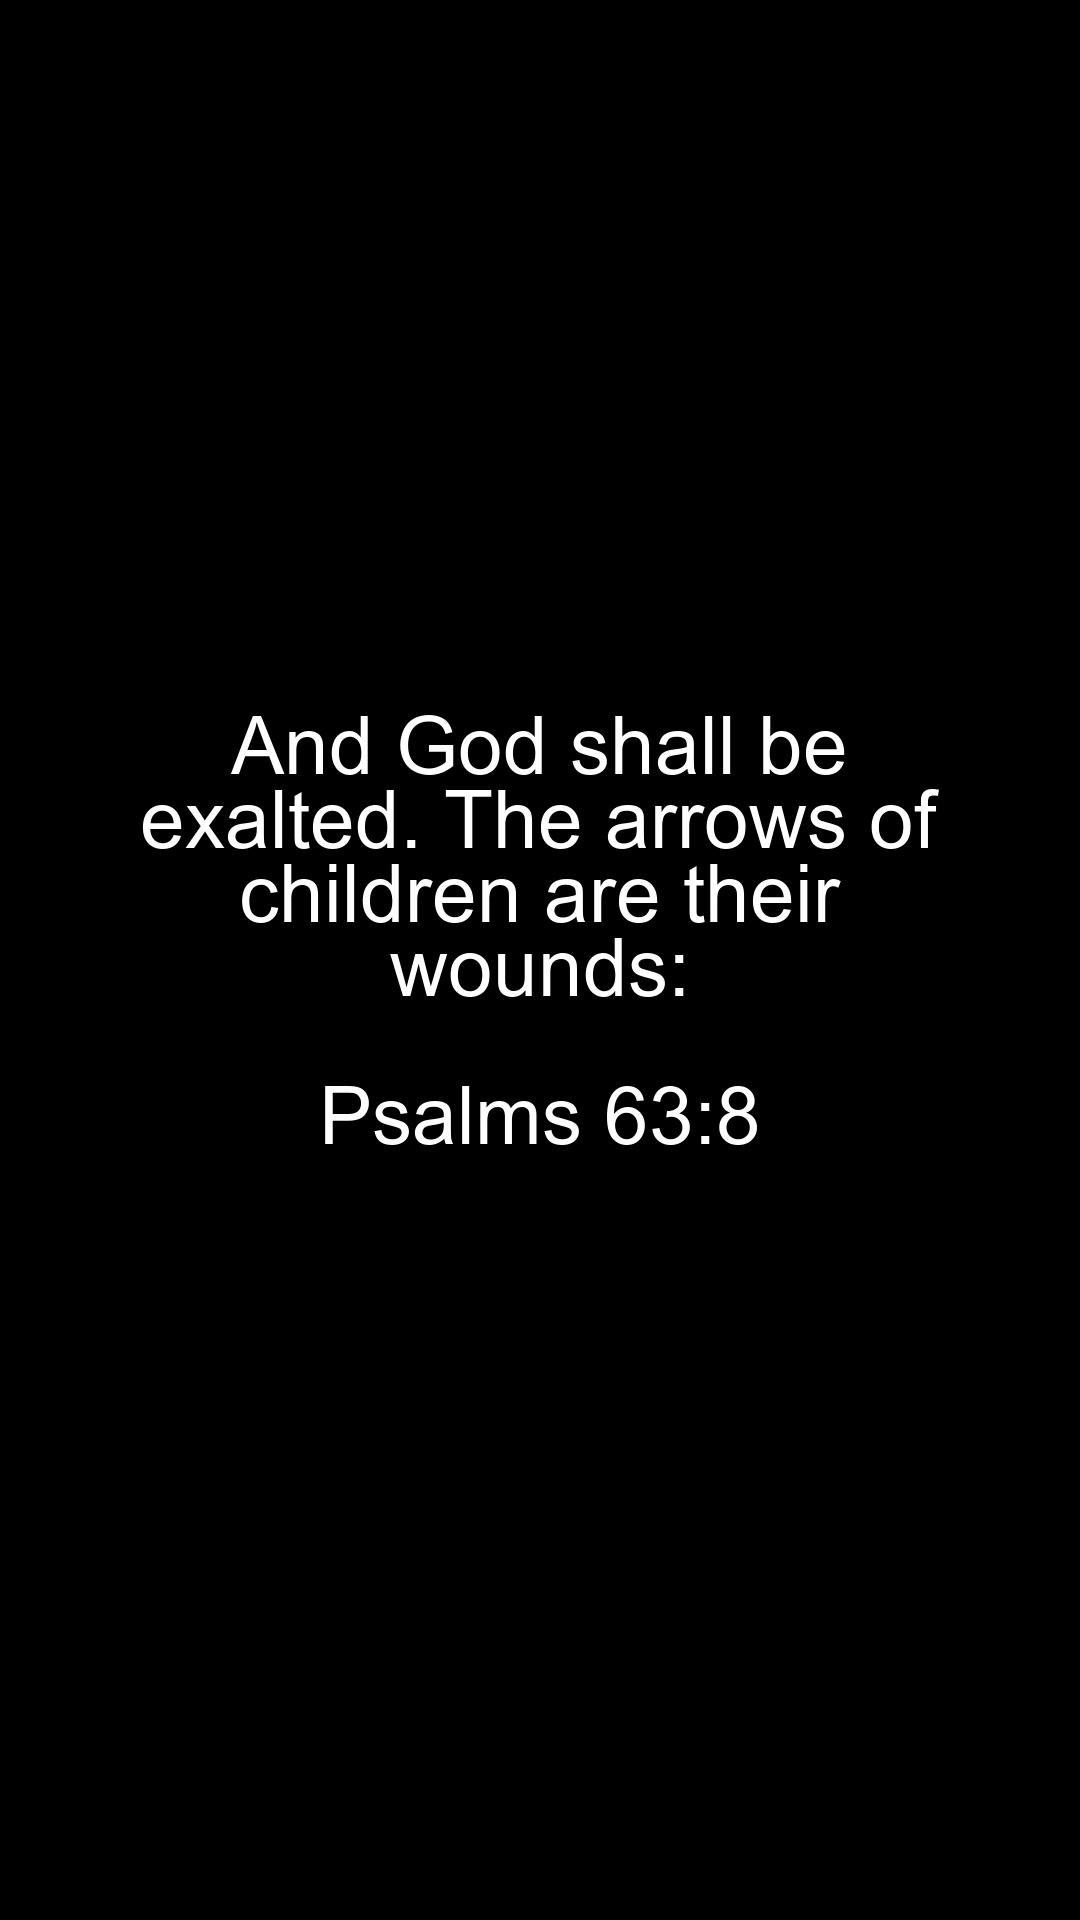 And God shall be
exalted. The arrows of
children are their
wounds:
Psalms 63:8